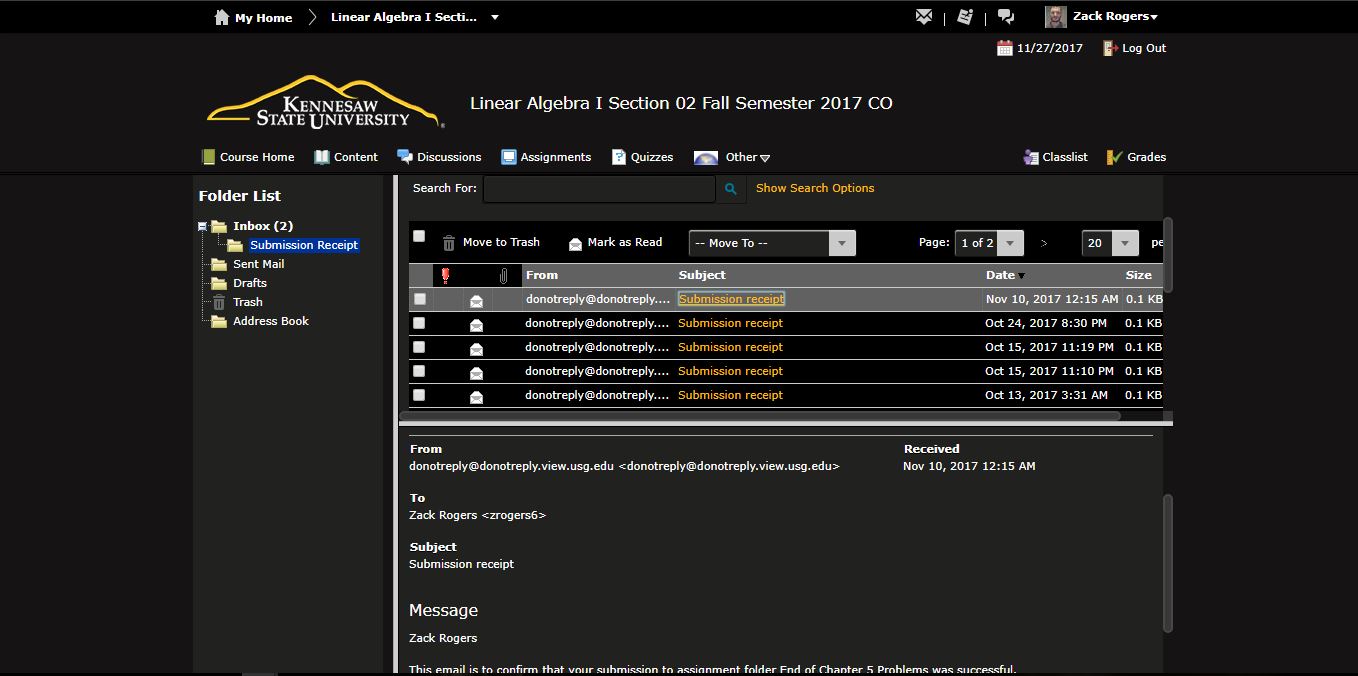 My Home Linear Algebra I Secti... Zack Rogers
11/27/2017 Log Out
KENNESAW
STATE UNIVERSITY
Linear Algebra I Section 02 Fall Semester 2017 CO
Course Home Content Discussions Assignments Quizzes Other Classlist Grades
Folder List
Inbox (2)
Submission Receipt
Sent Mail
Drafts
Trash
Address Book
Search For: Show Search Options
Move to Trash Mark as Read -- Move To -- Page: 1 of 2 > 20 pe
From Subject Date Size
donotreply@donotreply.... Submission receipt Nov 10, 2017 12:15 AM 0.1 KB
donotreply@donotreply.... Submission receipt Oct 24, 2017 8:30 PM 0.1 KB
donotreply@donotreply.... Submission receipt Oct 15, 2017 11:19 PM 0.1 KB
donotreply@donotreply.... Submission receipt Oct 15, 2017 11:10 PM 0.1 KB
donotreply@donotreply.... Submission receipt Oct 13, 2017 3:31 AM 0.1 KB
From Received
donotreply@donotreply.view.usg.edu <donotreply@donotreply.view.usg.edu> Nov 10, 2017 12:15 AM
To
Zack Rogers <zrogers6>
Subject
Submission receipt
Message
Zack Rogers
This email is to confirm that your submission to assignment folder End of Chapter 5 Problems was successful.